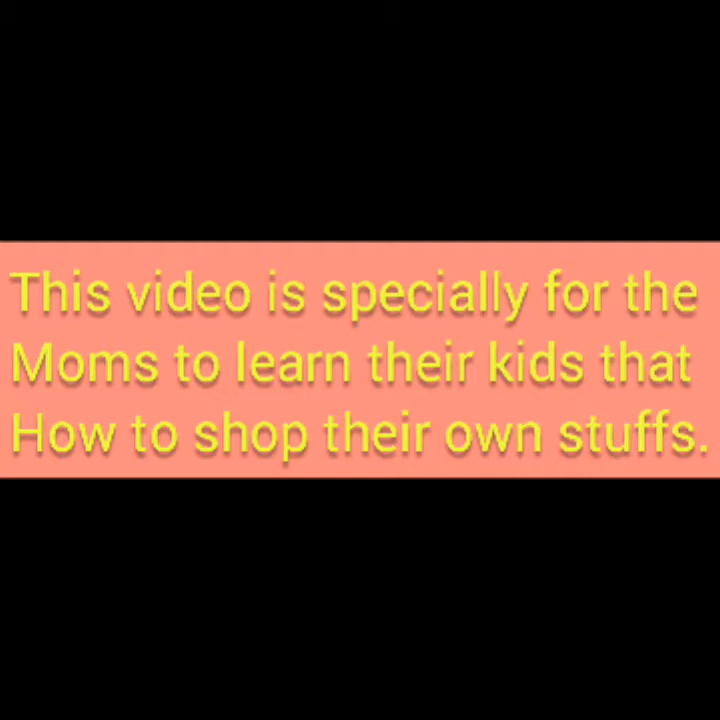 This video is specially for the
Moms to learn their kids that
How to shop their own stuffs.